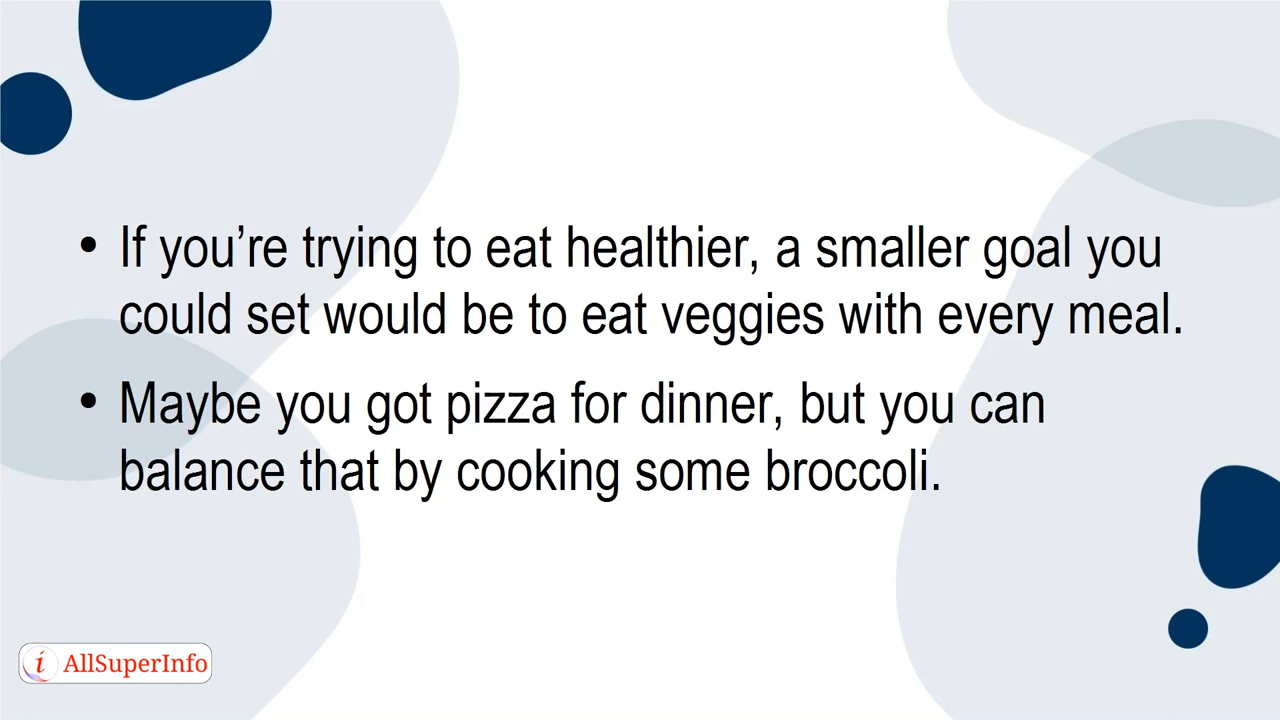 • If you’re trying to eat healthier, a smaller goal you
could set would be to eat veggies with every meal.
• Maybe you got pizza for dinner, but you can
balance that by cooking some broccoli.
i AllSuperInfo